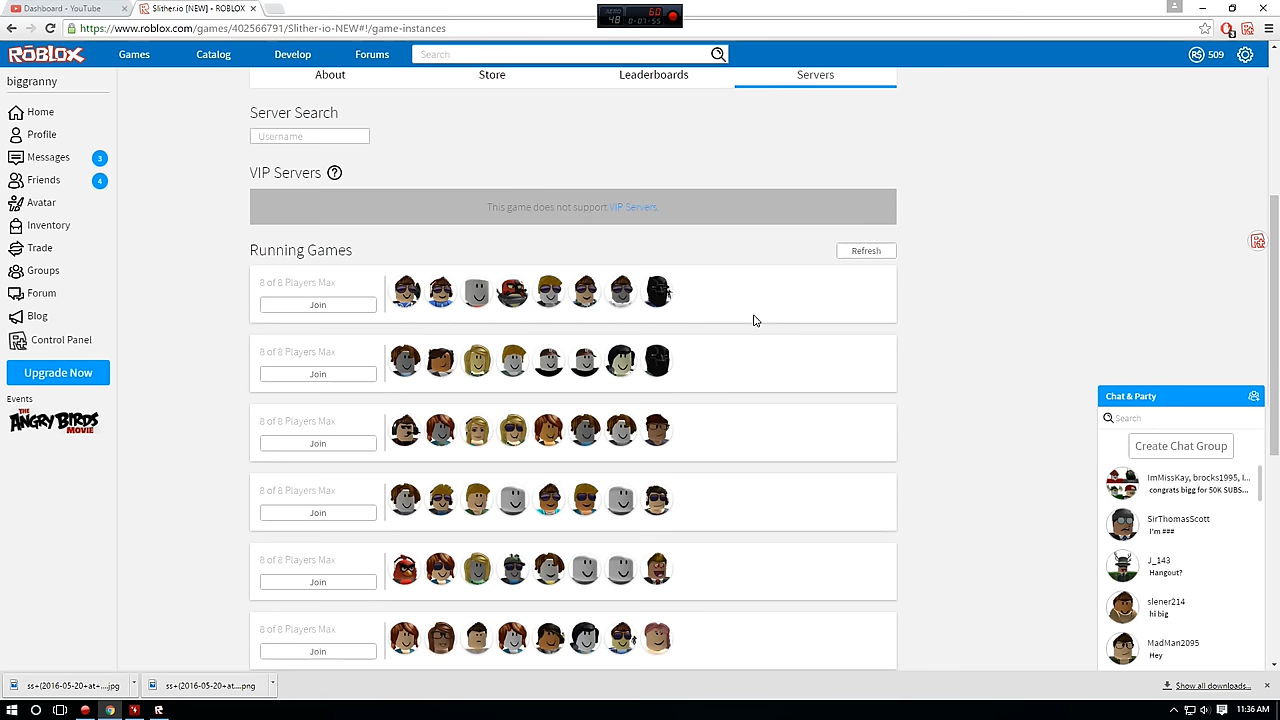 Dashboard - YouTube
Slither.io [NEW] - ROBLOX
48
60
0:07:55
https://www.roblox.com/games/402566791/Slither-io-NEW#!/game-instances
ROBLOX
Games
Catalog
Develop
Forums
Search
509
biggranny
About
Store
Leaderboards
Servers
Home
Profile
Messages
3
Friends
4
Avatar
Inventory
Trade
Groups
Forum
Blog
Control Panel
Upgrade Now
Events
THE ANGRY BIRDS MOVIE
Server Search
Username
VIP Servers
This game does not support VIP Servers.
Running Games
Refresh
8 of 8 Players Max
Join
8 of 8 Players Max
Join
8 of 8 Players Max
Join
8 of 8 Players Max
Join
8 of 8 Players Max
Join
8 of 8 Players Max
Join
Chat & Party
Search
Create Chat Group
ImMissKay, brocks1995, I...
congrats bigg for 50K SUBS...
SirThomasScott
I'm ###
J_143
Hangout?
slener214
hi big
MadMan2095
Hey
ss+(2016-05-20+at+....jpg
ss+(2016-05-20+at....png
Show all downloads...
11:36 AM